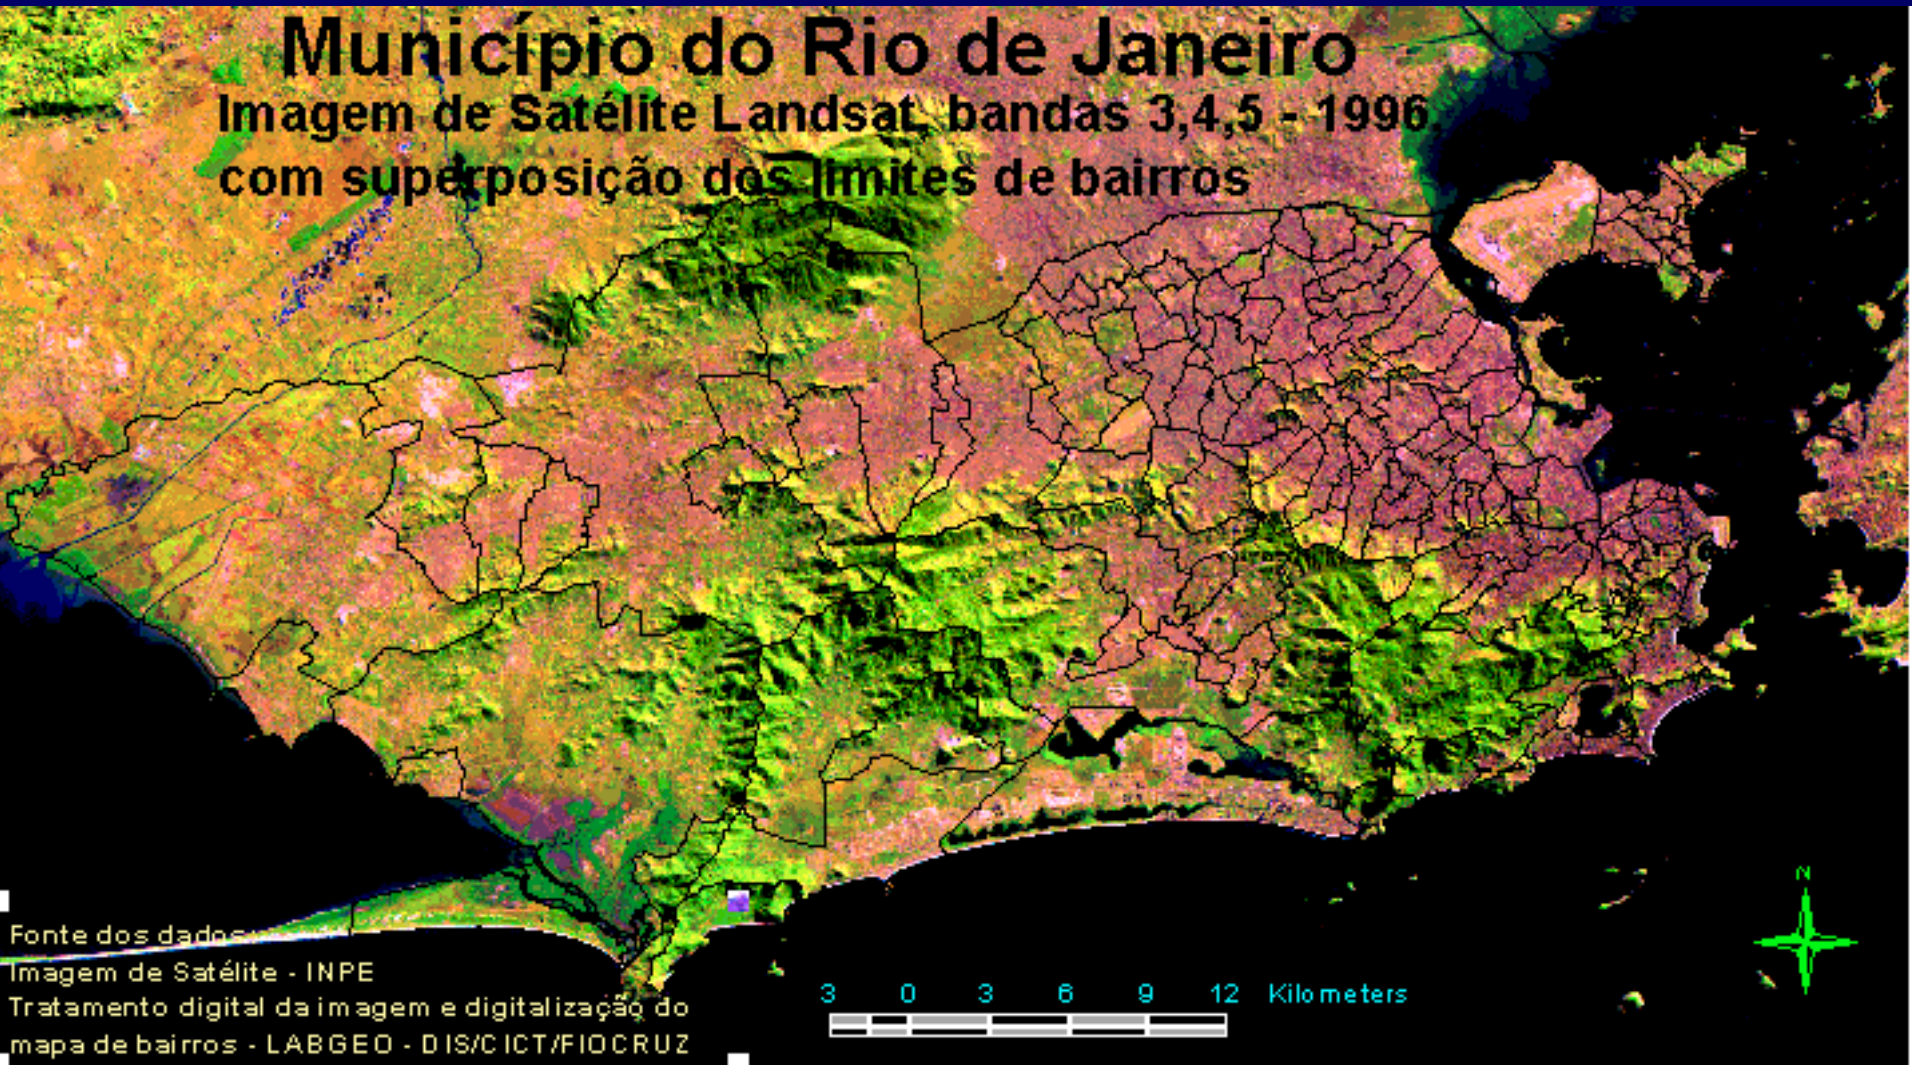 Município do Rio de Janeiro
Imagem de Satélite Landsat, bandas 3,4,5 - 1996,
com superposição dos limites de bairros
N
Fonte dos dados:
Imagem de Satélite - INPE
Tratamento digital da imagem e digitalização do
mapa de bairros - LABGEO - DIS/CICT/FIOCRUZ
3 0 3 6 9 12 Kilometers